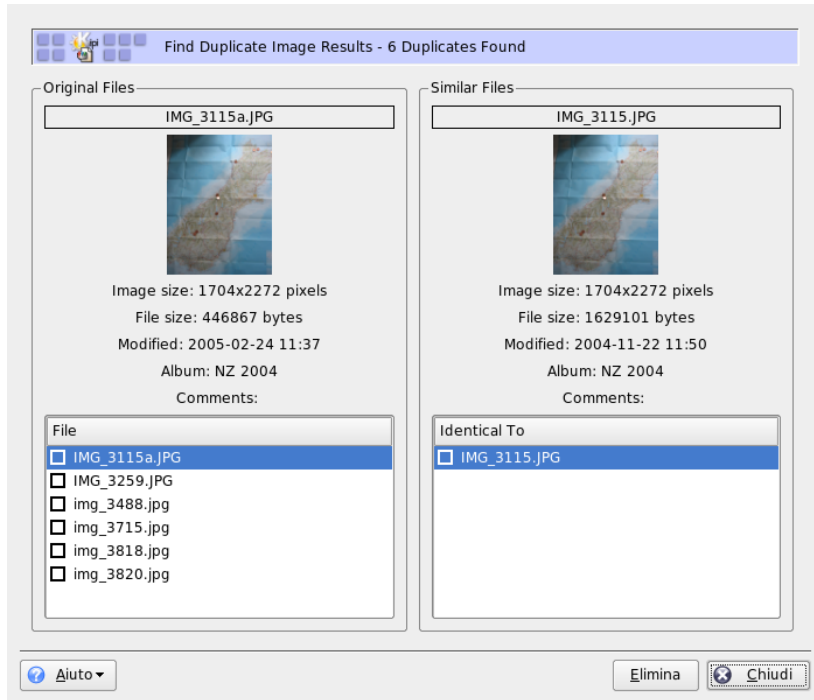 Kipi
Find Duplicate Image Results - 6 Duplicates Found
Original Files
IMG_3115a.JPG
Image size: 1704x2272 pixels
File size: 446867 bytes
Modified: 2005-02-24 11:37
Album: NZ 2004
Comments:
File
IMG_3115a.JPG
IMG_3259.JPG
img_3488.jpg
img_3715.jpg
img_3818.jpg
img_3820.jpg
Similar Files
IMG_3115.JPG
Image size: 1704x2272 pixels
File size: 1629101 bytes
Modified: 2004-11-22 11:50
Album: NZ 2004
Comments:
Identical To
IMG_3115.JPG
Aiuto
Elimina
Chiudi